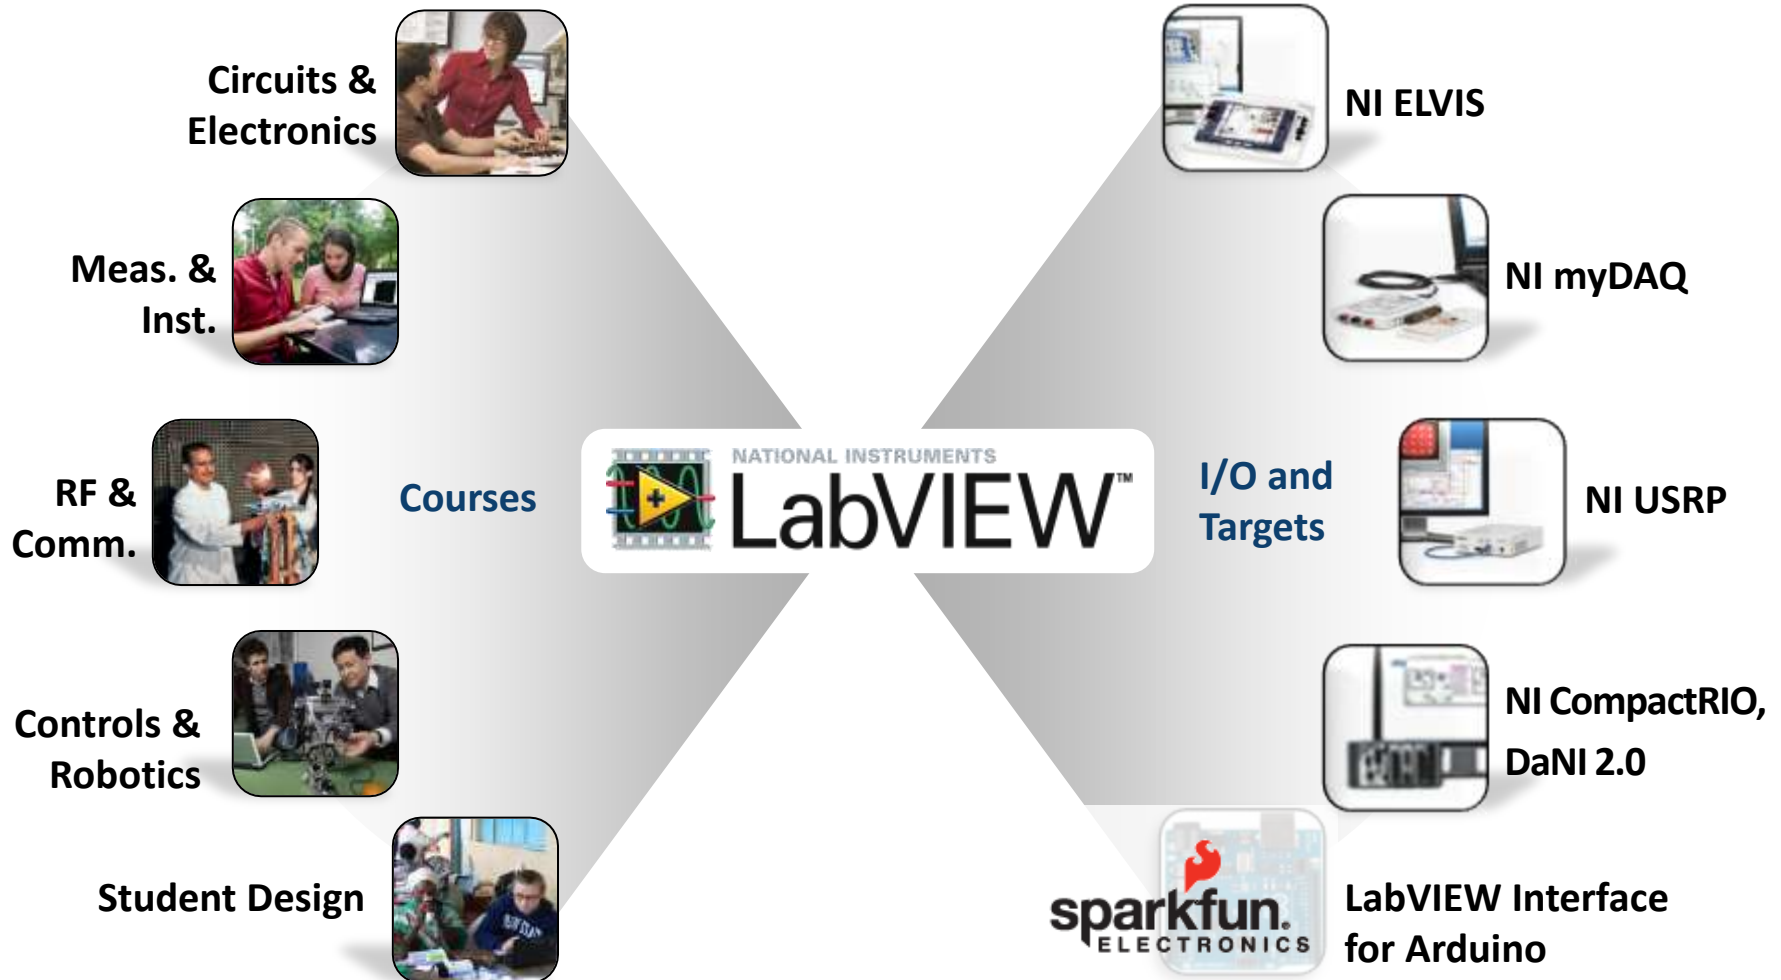 Circuits &
Electronics
Meas. &
Inst.
RF &
Comm.
Controls &
Robotics
Student Design
Courses
NATIONAL INSTRUMENTS
LabVIEW™
I/O and
Targets
NI ELVIS
NI myDAQ
NI USRP
NI CompactRIO,
DaNI 2.0
sparkfun.
ELECTRONICS
LabVIEW Interface
for Arduino